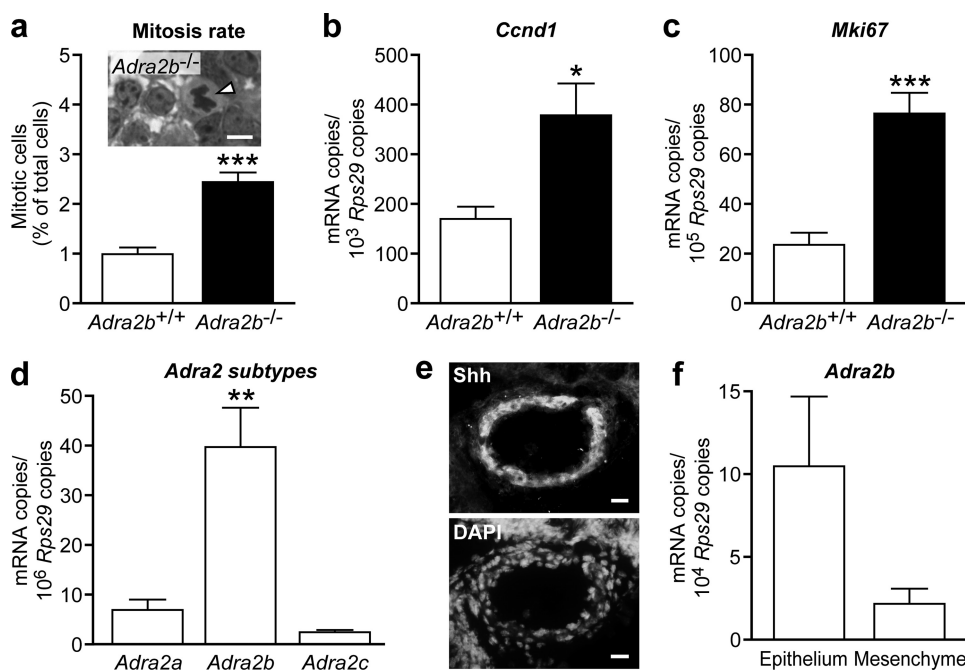 a
Mitosis rate
Mitotic cells
(% of total cells)
5
4
3
2
1
0
Adra2b-/-
***
Adra2b+/+ Adra2b-/-
b
Ccnd1
mRNA copies/
10³ Rps29 copies
500
400
300
200
100
0
*
Adra2b+/+ Adra2b-/-
c
Mki67
mRNA copies/
10⁵ Rps29 copies
100
80
60
40
20
0
***
Adra2b+/+ Adra2b-/-
d
Adra2 subtypes
mRNA copies/
10⁶ Rps29 copies
50
40
30
20
10
0
**
Adra2a Adra2b Adra2c
e
Shh
DAPI
f
Adra2b
mRNA copies/
10⁴ Rps29 copies
15
10
5
0
Epithelium Mesenchyme